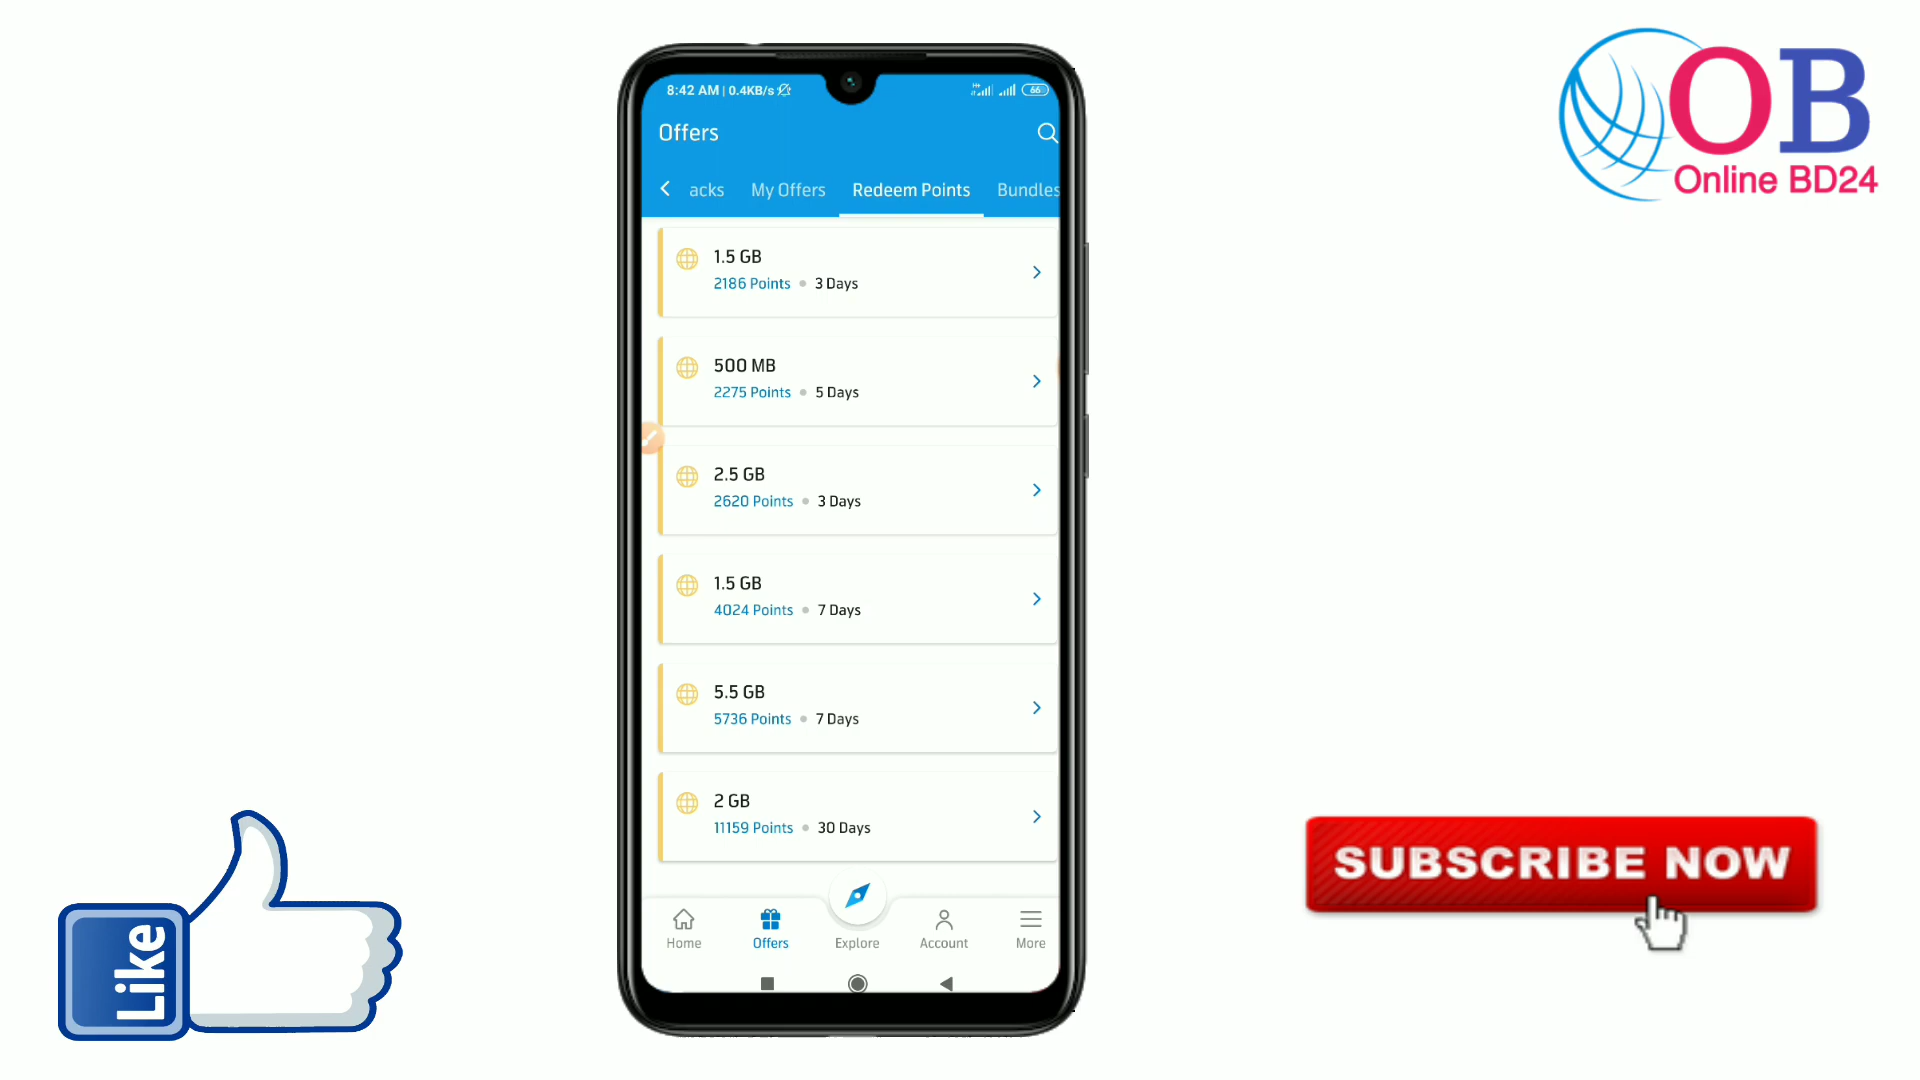 8:42 AM | 0.4KB/s
66
Offers
acks My Offers Redeem Points Bundles
1.5 GB
2186 Points • 3 Days
500 MB
2275 Points • 5 Days
2.5 GB
2620 Points • 3 Days
1.5 GB
4024 Points • 7 Days
5.5 GB
5736 Points • 7 Days
2 GB
11159 Points • 30 Days
Home Offers Explore Account More
OB
Online BD24
Like
SUBSCRIBE NOW